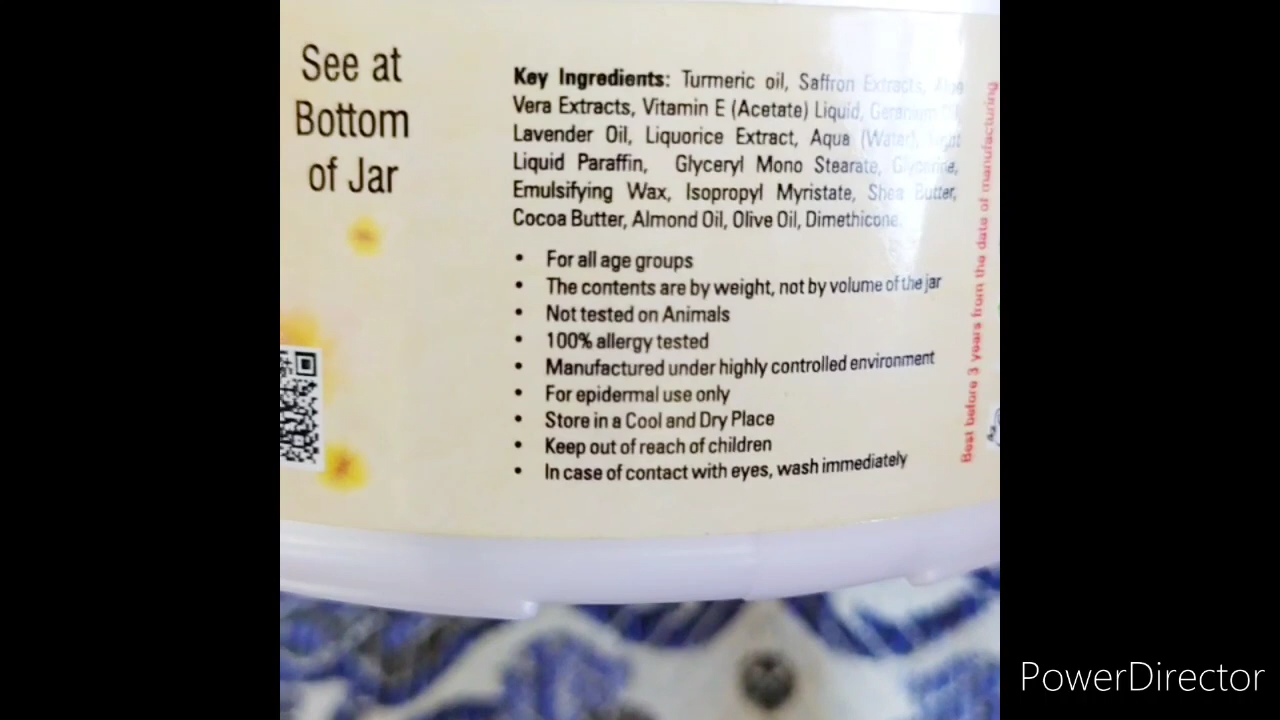 See at
Bottom
of Jar
Key Ingredients: Turmeric oil, Saffron Extracts, Aloe
Vera Extracts, Vitamin E (Acetate) Liquid, Geranium Oil,
Lavender Oil, Liquorice Extract, Aqua (Water), Light
Liquid Paraffin, Glyceryl Mono Stearate, Glycerine,
Emulsifying Wax, Isopropyl Myristate, Shea Butter,
Cocoa Butter, Almond Oil, Olive Oil, Dimethicone.
• For all age groups
• The contents are by weight, not by volume of the jar
• Not tested on Animals
• 100% allergy tested
• Manufactured under highly controlled environment
• For epidermal use only
• Store in a Cool and Dry Place
• Keep out of reach of children
• In case of contact with eyes, wash immediately
Best before 3 years from the date of manufacturing
PowerDirector